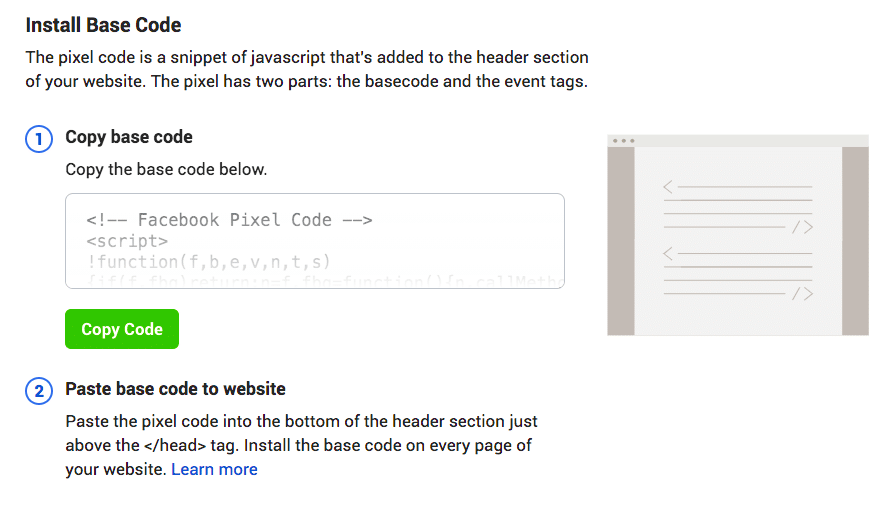 Install Base Code
The pixel code is a snippet of javascript that's added to the header section
of your website. The pixel has two parts: the basecode and the event tags.
1 Copy base code
Copy the base code below.
<!-- Facebook Pixel Code -->
<script>
!function(f,b,e,v,n,t,s)
{if(f.fbq)return;n=f.fbq=function(){n.callMetho
Copy Code
2 Paste base code to website
Paste the pixel code into the bottom of the header section just
above the </head> tag. Install the base code on every page of
your website. Learn more